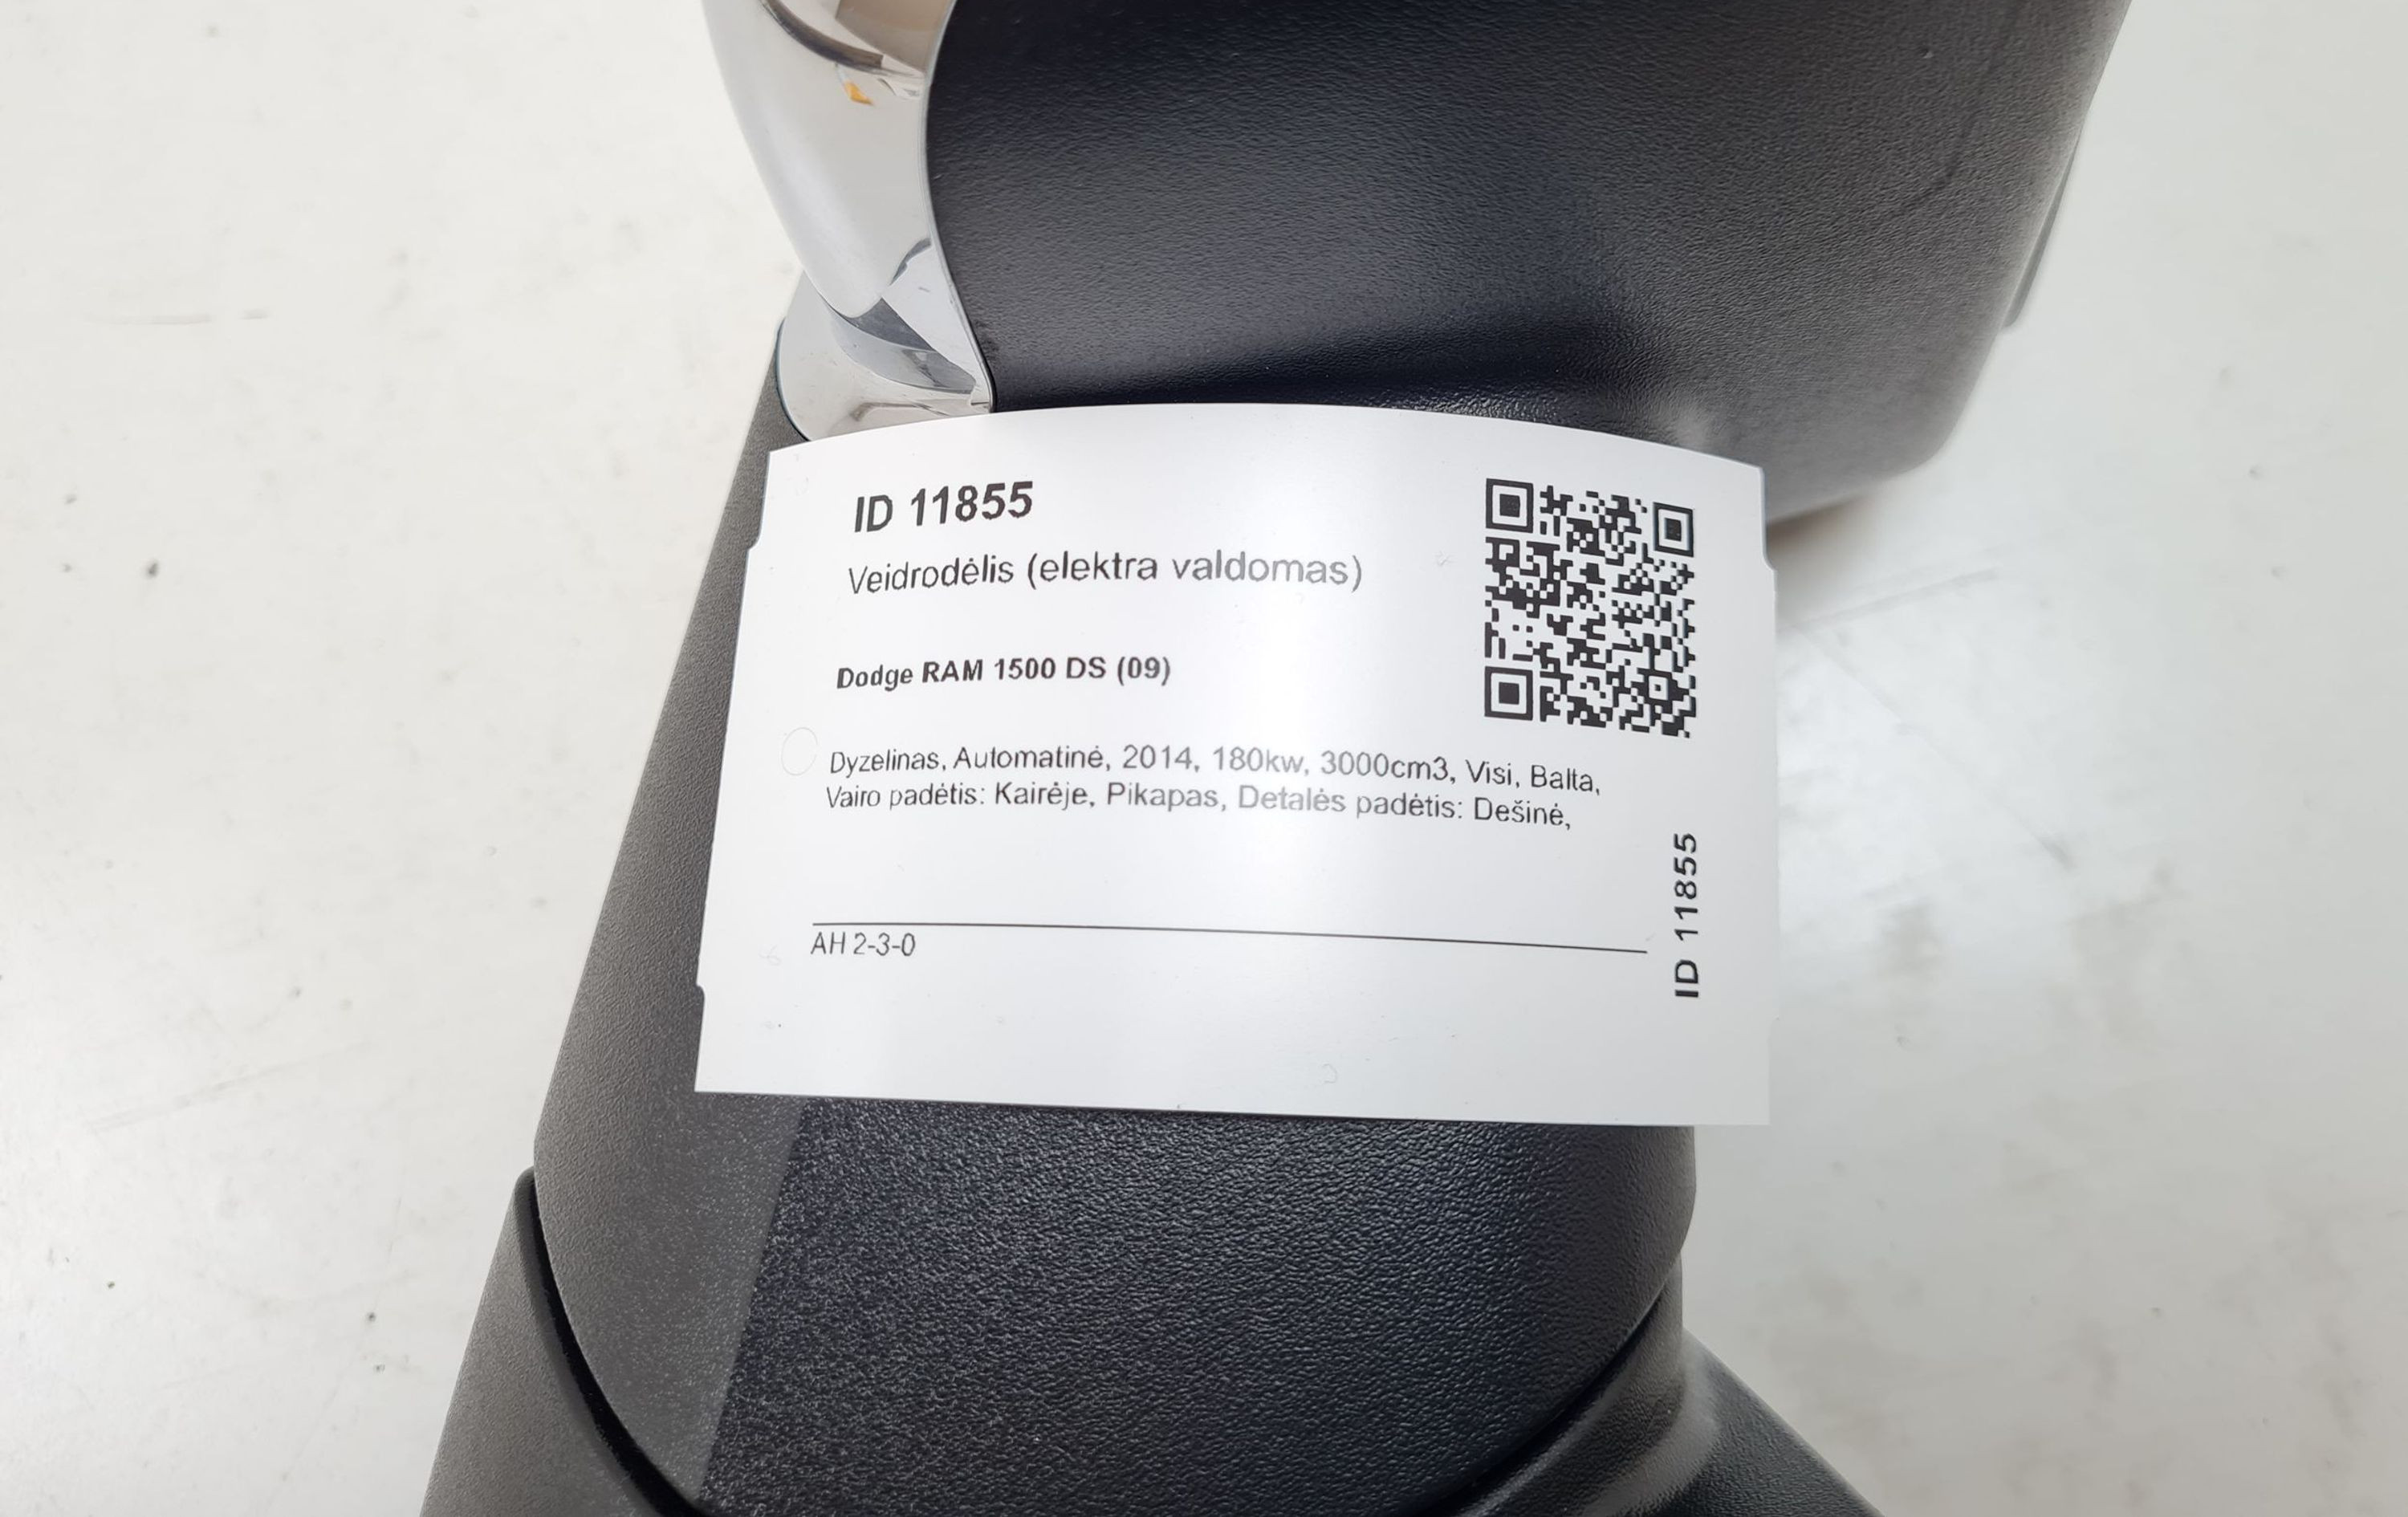 ID 11855
Veidrodėlis (elektra valdomas)
Dodge RAM 1500 DS (09)
Dyzelinas, Automatinė, 2014, 180kw, 3000cm3, Visi, Balta,
Vairo padėtis: Kairėje, Pikapas, Detalės padėtis: Dešinė,
AH 2-3-0
ID 11855